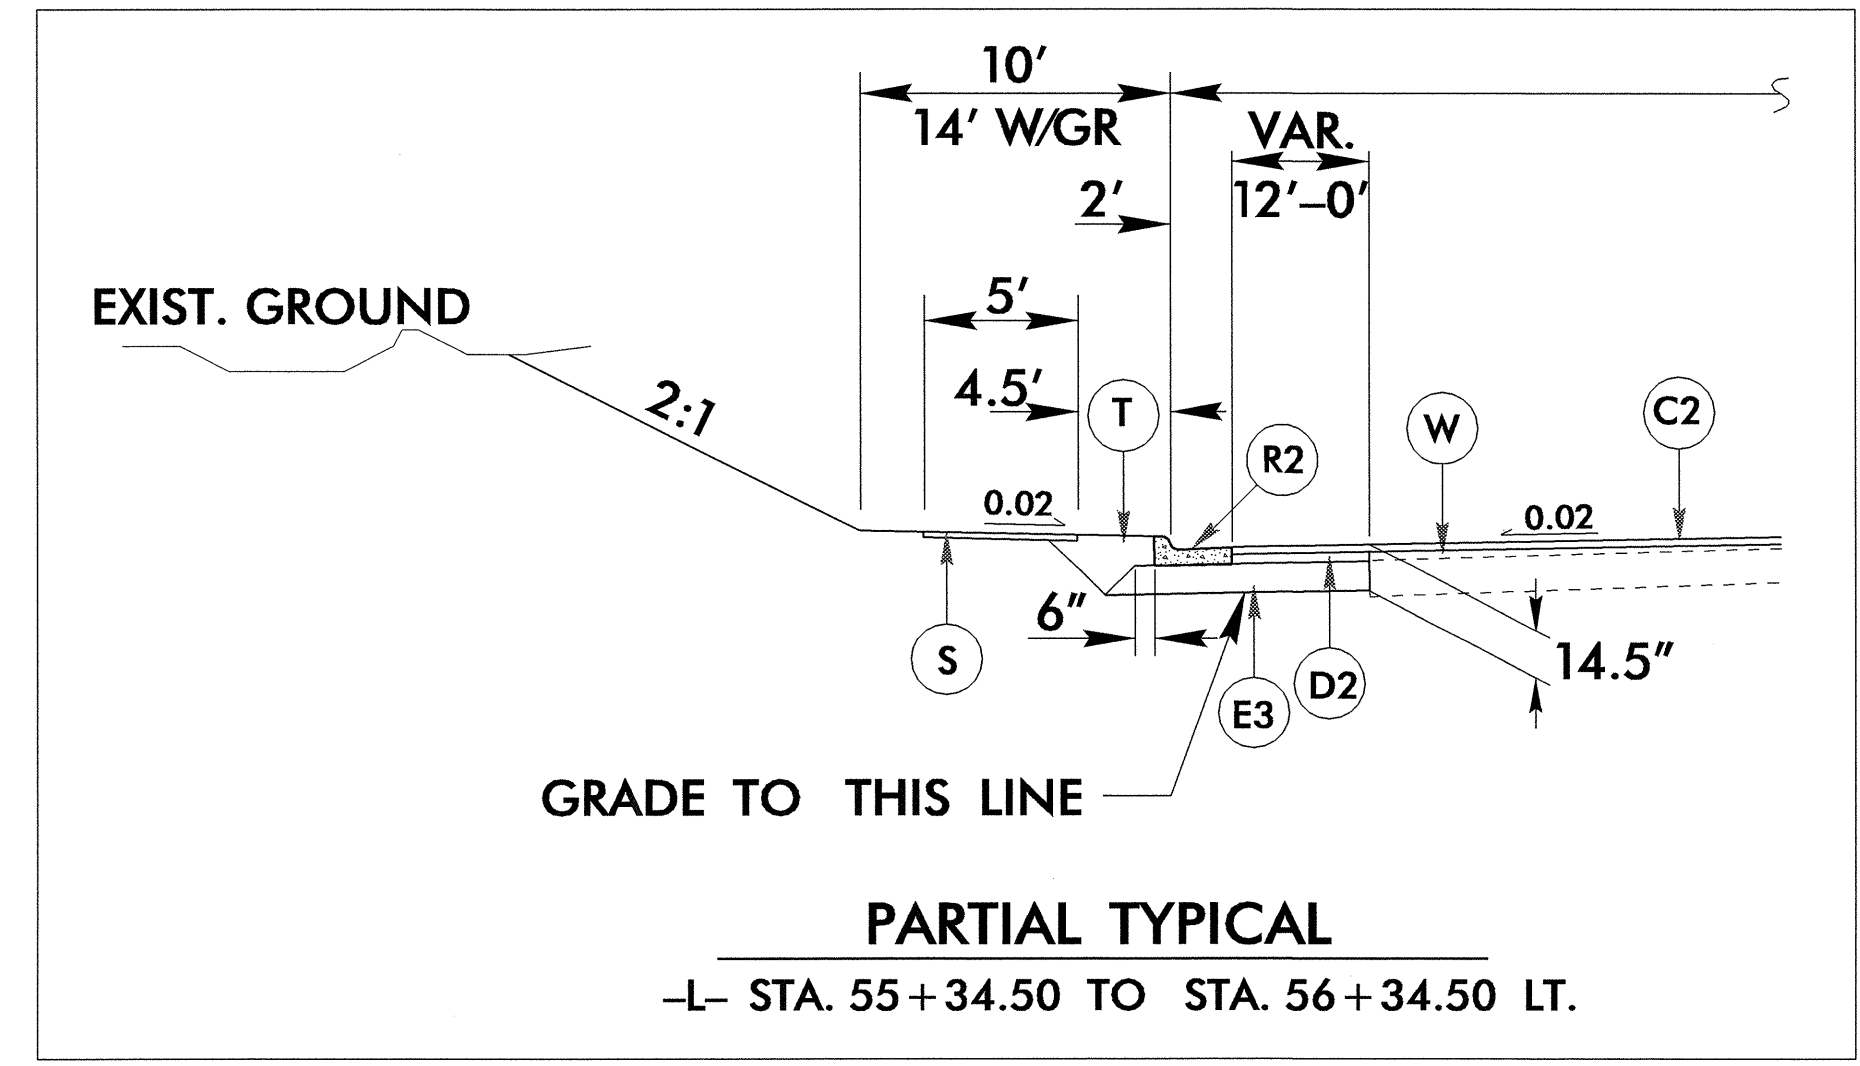 10'
14' W/GR
VAR.
12'–0'
2'
5'
EXIST. GROUND
4.5'
2:1
T
W
C2
R2
0.02
0.02
6"
14.5"
S
D2
E3
GRADE TO THIS LINE
PARTIAL TYPICAL
–L– STA. 55+34.50 TO STA. 56+34.50 LT.